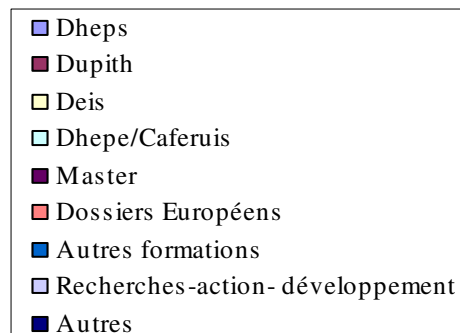 Dheps
Dupith
Deis
Dhepe/Caferuis
Master
Dossiers Européens
Autres formations
Recherches-action- développement
Autres